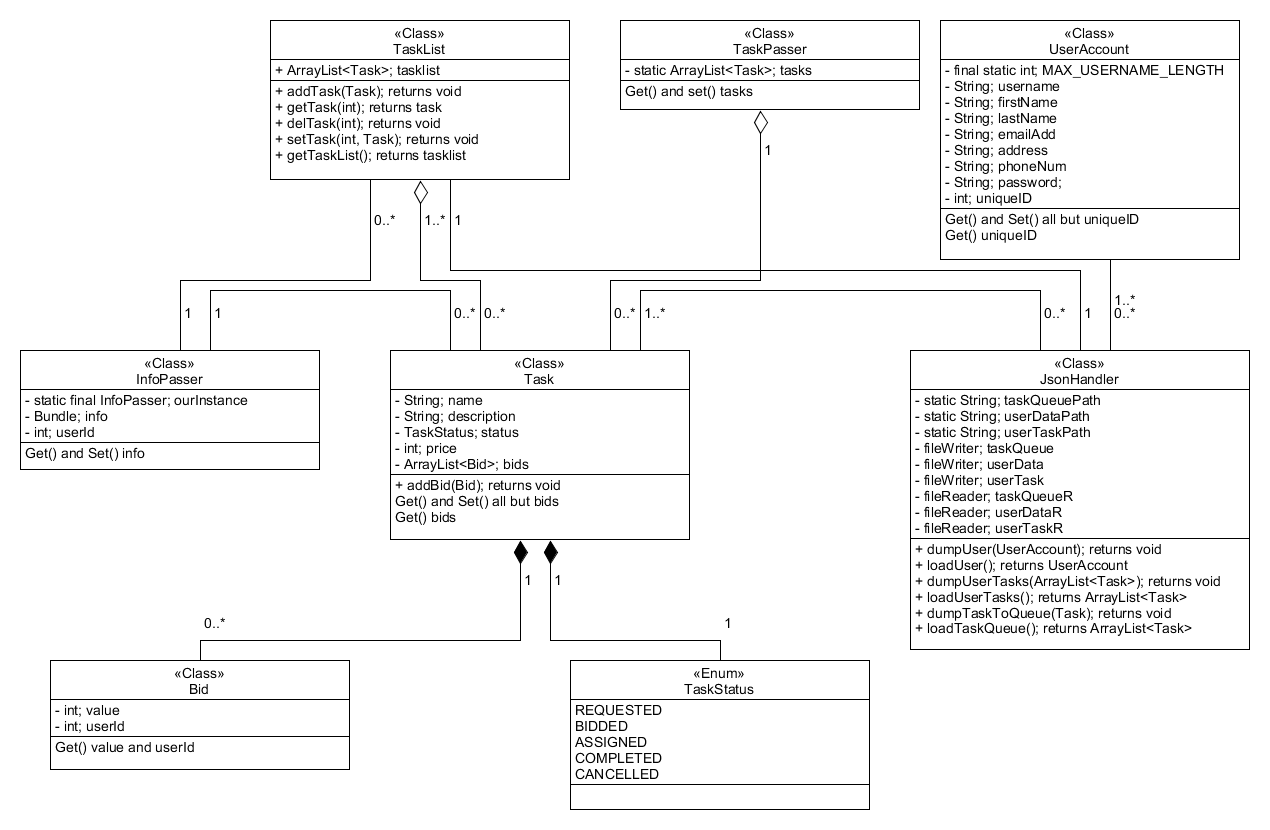 «Class»
TaskList
+ ArrayList<Task>; tasklist
+ addTask(Task); returns void
+ getTask(int); returns task
+ delTask(int); returns void
+ setTask(int, Task); returns void
+ getTaskList(); returns tasklist
«Class»
TaskPasser
- static ArrayList<Task>; tasks
Get() and set() tasks
«Class»
UserAccount
- final static int; MAX_USERNAME_LENGTH
- String; username
- String; firstName
- String; lastName
- String; emailAdd
- String; address
- String; phoneNum
- String; password;
- int; uniqueID
Get() and Set() all but uniqueID
Get() uniqueID
1
0..*
1..*
1
1..*
1
1
0..*
0..*
0..*
1..*
0..*
1
0..*
«Class»
InfoPasser
- static final InfoPasser; ourInstance
- Bundle; info
- int; userId
Get() and Set() info
«Class»
Task
- String; name
- String; description
- TaskStatus; status
- int; price
- ArrayList<Bid>; bids
+ addBid(Bid); returns void
Get() and Set() all but bids
Get() bids
«Class»
JsonHandler
- static String; taskQueuePath
- static String; userDataPath
- static String; userTaskPath
- fileWriter; taskQueue
- fileWriter; userData
- fileWriter; userTask
- fileReader; taskQueueR
- fileReader; userDataR
- fileReader; userTaskR
+ dumpUser(UserAccount); returns void
+ loadUser(); returns UserAccount
+ dumpUserTasks(ArrayList<Task>); returns void
+ loadUserTasks(); returns ArrayList<Task>
+ dumpTaskToQueue(Task); returns void
+ loadTaskQueue(); returns ArrayList<Task>
1
1
0..*
1
«Class»
Bid
- int; value
- int; userId
Get() value and userId
«Enum»
TaskStatus
REQUESTED
BIDDED
ASSIGNED
COMPLETED
CANCELLED